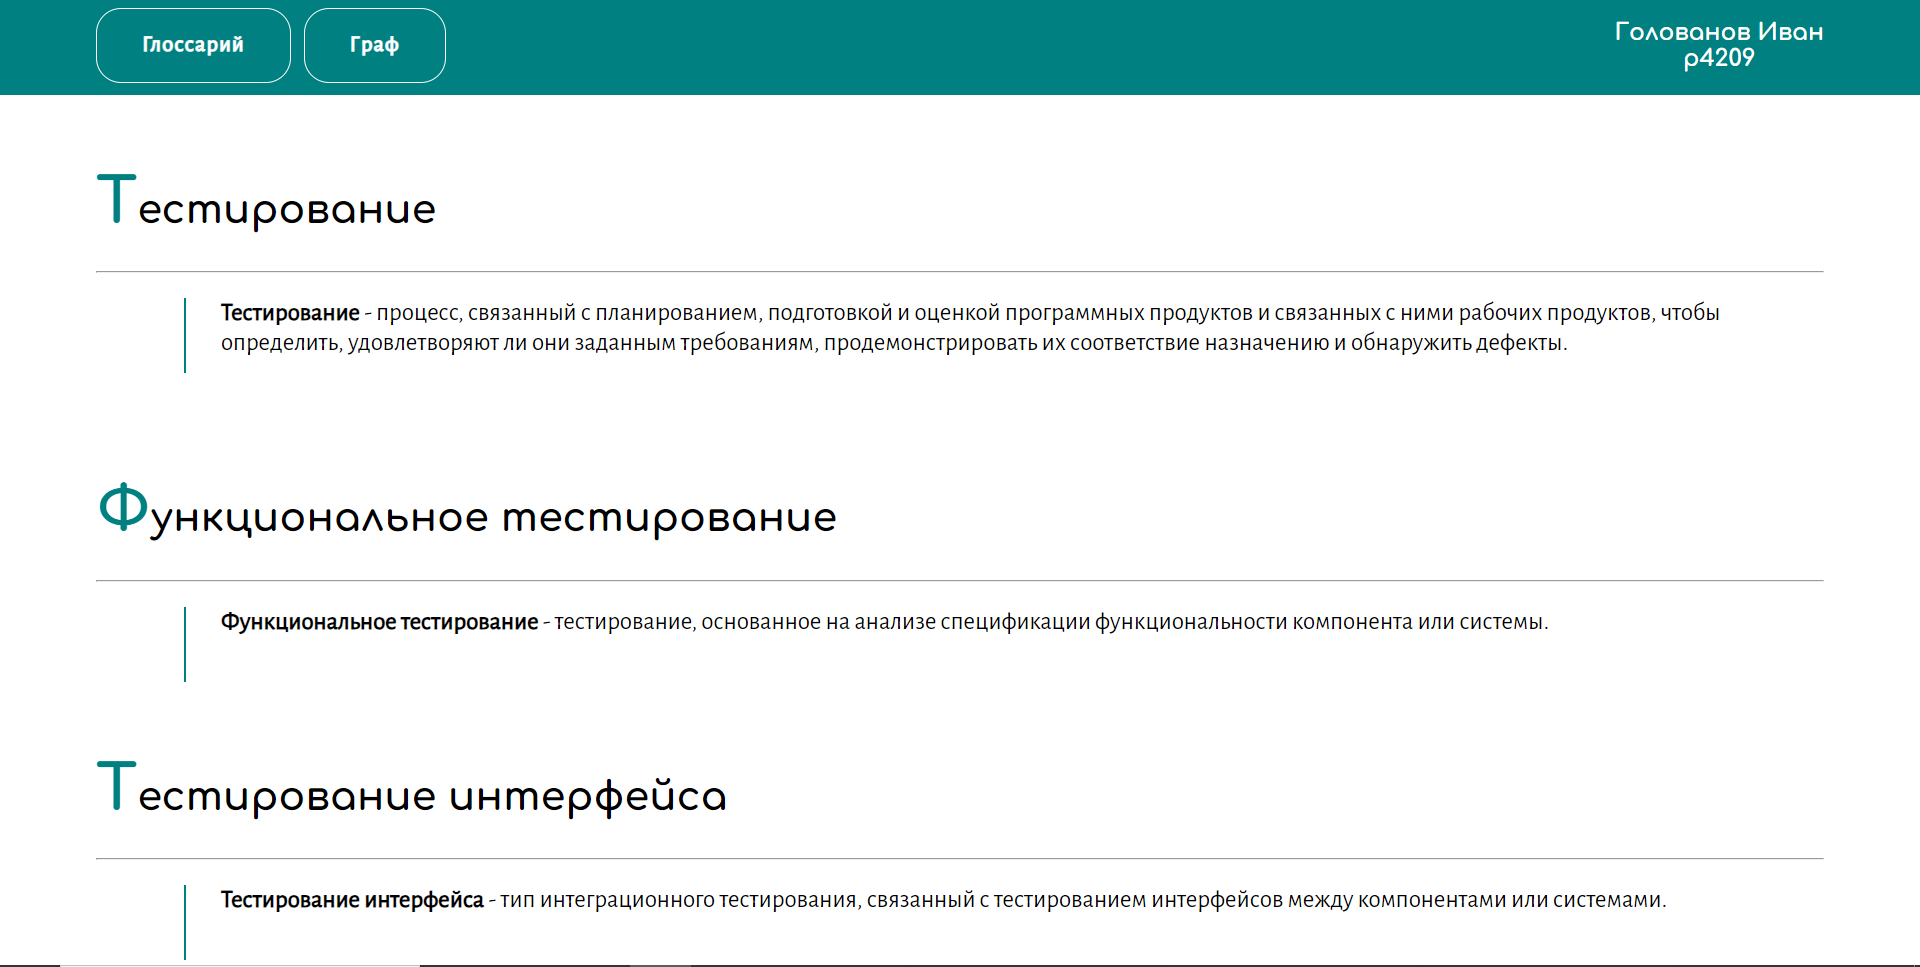 Глоссарий
Граф
Голованов Иван
р4209
Тестирование
Тестирование - процесс, связанный с планированием, подготовкой и оценкой программных продуктов и связанных с ними рабочих продуктов, чтобы
определить, удовлетворяют ли они заданным требованиям, продемонстрировать их соответствие назначению и обнаружить дефекты.
Функциональное тестирование
Функциональное тестирование - тестирование, основанное на анализе спецификации функциональности компонента или системы.
Тестирование интерфейса
Тестирование интерфейса - тип интеграционного тестирования, связанный с тестированием интерфейсов между компонентами или системами.